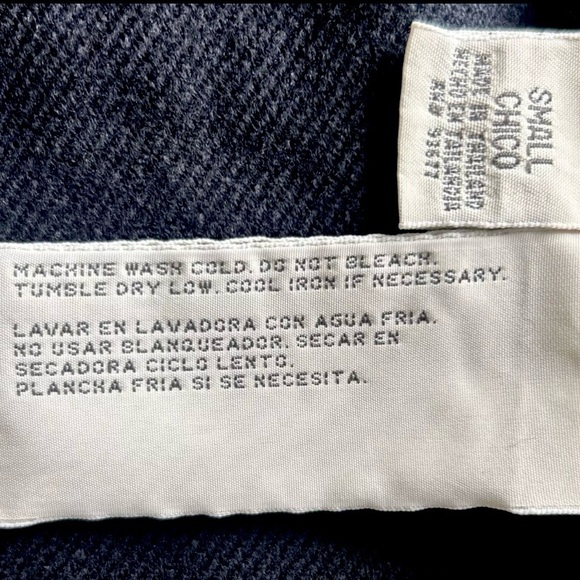 MACHINE WASH COLD. DO NOT BLEACH.
TUMBLE DRY LOW. COOL IRON IF NECESSARY.
LAVAR EN LAVADORA CON AGUA FRIA.
NO USAR BLANQUEADOR. SECAR EN
SECADORA CICLO LENTO.
PLANCHA FRIA SI SE NECESITA.
SMALL
CHICO
MADE IN THAILAND
HECHO EN TAILANDIA